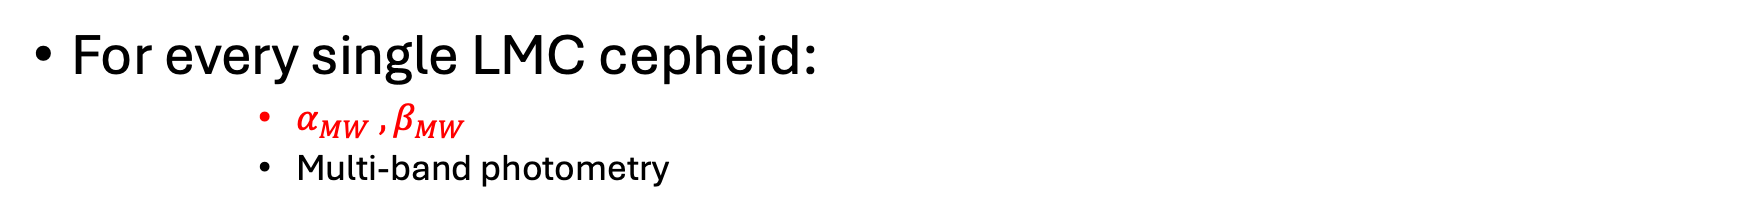 • For every single LMC cepheid:
• α_MW , β_MW
• Multi-band photometry